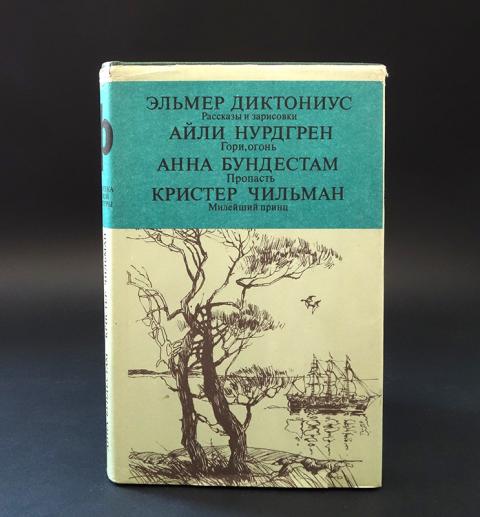 ЭЛЬМЕР ДИКТОНИУС
Рассказы и зарисовки
АЙЛИ НУРДГРЕН
Гори, огонь
АННА БУНДЕСТАМ
Пропасть
КРИСТЕР ЧИЛЬМАН
Милейший принц